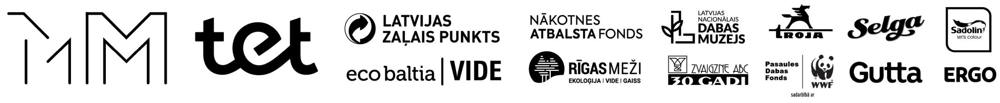 MM
tet
LATVIJAS
ZAĻAIS PUNKTS
eco baltia | VIDE
NĀKOTNES
ATBALSTA FONDS
RĪGAS MEŽI
EKOLOĢIJA | VIDE | GAISS
LATVIJAS
NACIONĀLAIS
DABAS
MUZEJS
ZVAIGZNE ABC
30 GADI
tROJA
Pasaules
Dabas
Fonds
WWF
sadarbībā ar
Selga
Gutta
Sadolin
let's colour
ERGO